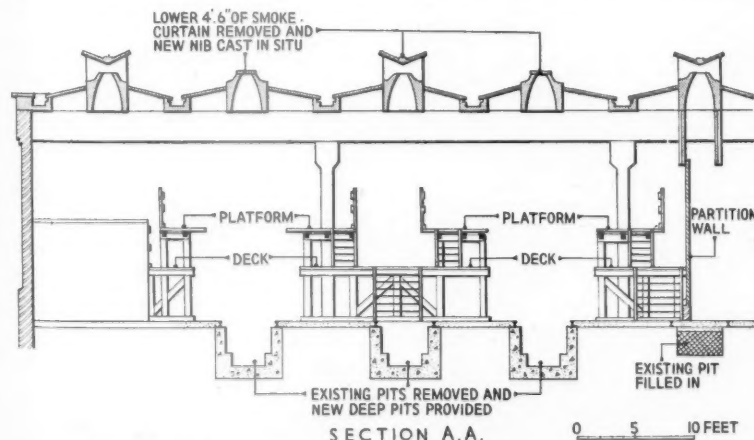 LOWER 4'.6" OF SMOKE.
CURTAIN REMOVED AND
NEW NIB CAST IN SITU
PLATFORM
PLATFORM
PARTITION
WALL
DECK
DECK
EXISTING PITS REMOVED AND
NEW DEEP PITS PROVIDED
EXISTING PIT
FILLED IN
SECTION A.A.
0 5 10 FEET